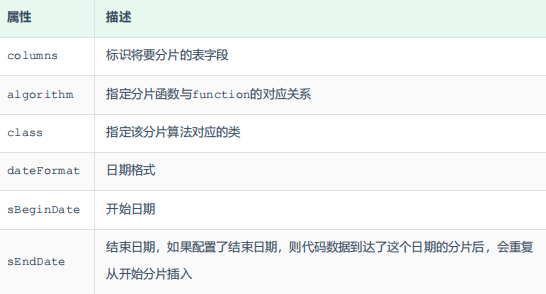 属性 描述
columns 标识将要分片的表字段
algorithm 指定分片函数与function的对应关系
class 指定该分片算法对应的类
dateFormat 日期格式
sBeginDate 开始日期
sEndDate 结束日期，如果配置了结束日期，则代码数据到达了这个日期的分片后，会重复
从开始分片插入